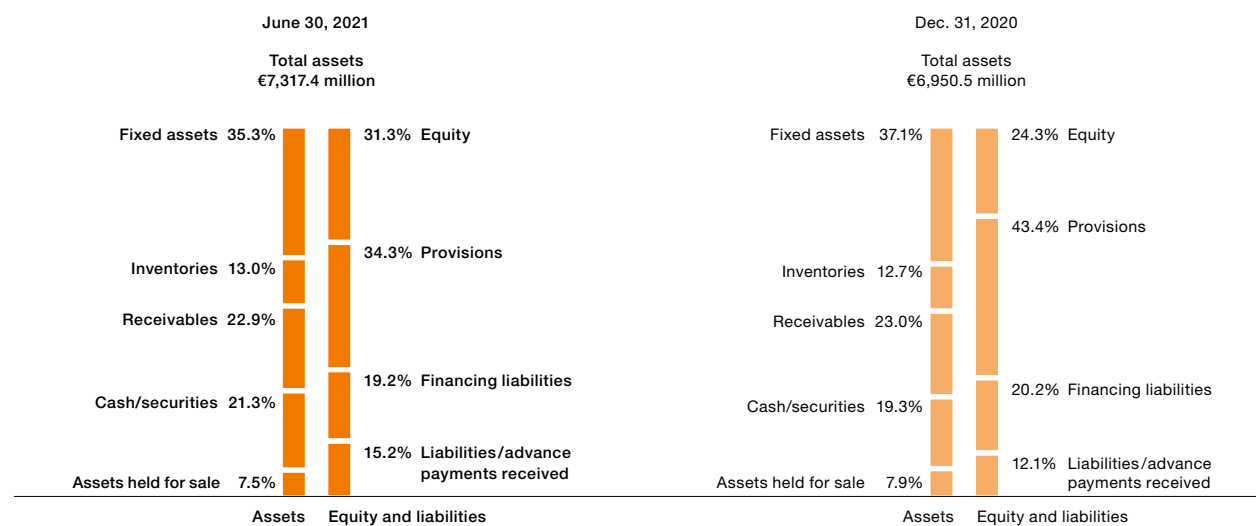 June 30, 2021
Total assets
€7,317.4 million
Fixed assets 35.3%
31.3% Equity
34.3% Provisions
Inventories 13.0%
Receivables 22.9%
19.2% Financing liabilities
Cash/securities 21.3%
15.2% Liabilities/advance
payments received
Assets held for sale 7.5%
Assets Equity and liabilities
Dec. 31, 2020
Total assets
€6,950.5 million
Fixed assets 37.1%
24.3% Equity
43.4% Provisions
Inventories 12.7%
Receivables 23.0%
20.2% Financing liabilities
Cash/securities 19.3%
12.1% Liabilities/advance
payments received
Assets held for sale 7.9%
Assets Equity and liabilities